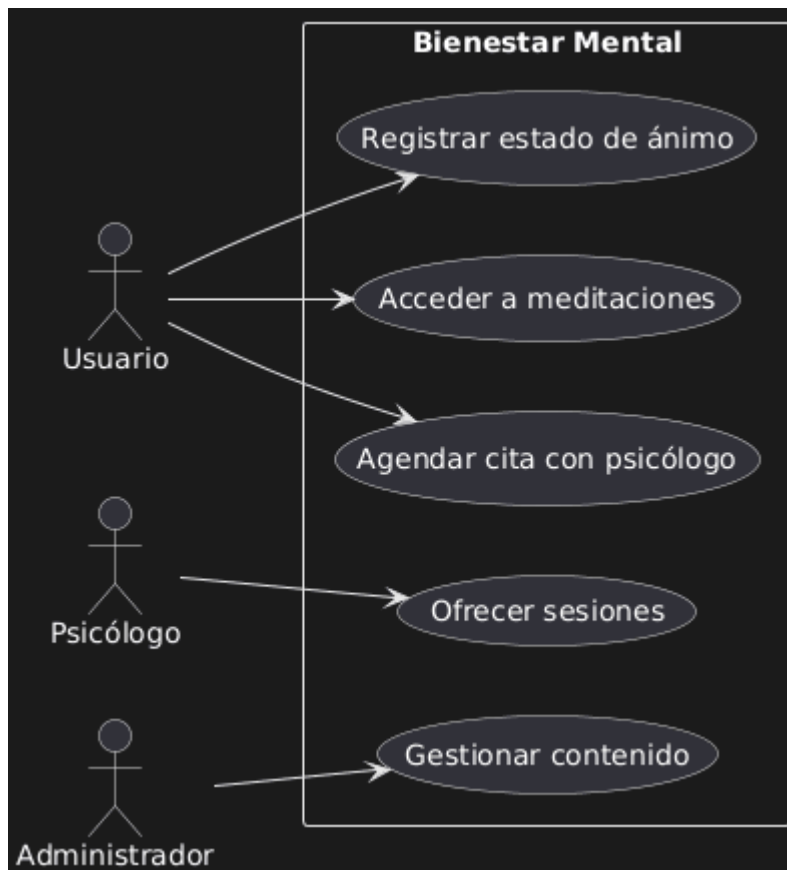 Bienestar Mental
Registrar estado de ánimo
Acceder a meditaciones
Usuario
Agendar cita con psicólogo
Ofrecer sesiones
Psicólogo
Gestionar contenido
Administrador